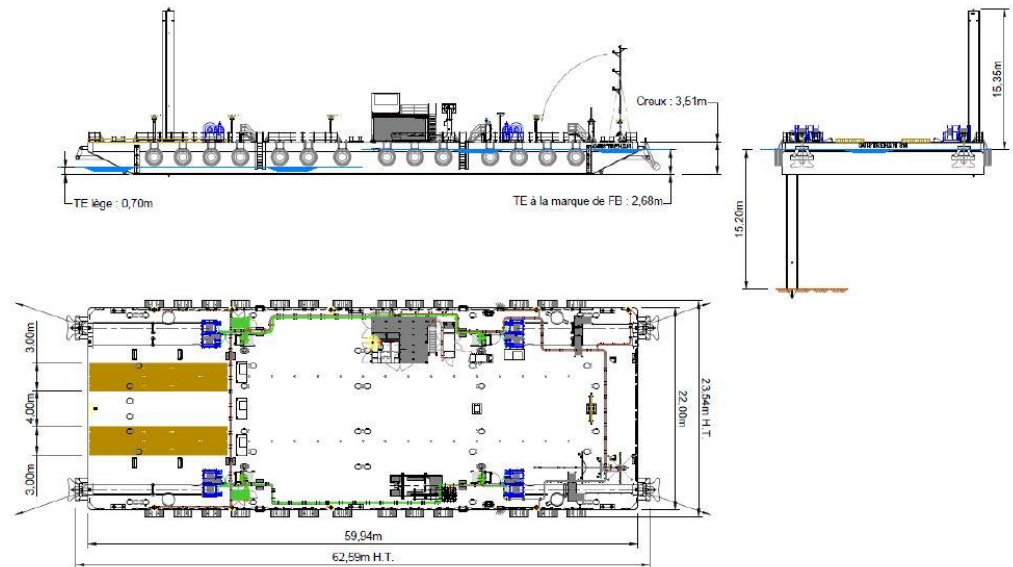 Creux : 3,51m
TE lège : 0,70m
TE à la marque de FB : 2,68m
15,35m
15,20m
3.00m
4.00m
3.00m
22,00m
23,54m H.T.
59,94m
62,59m H.T.